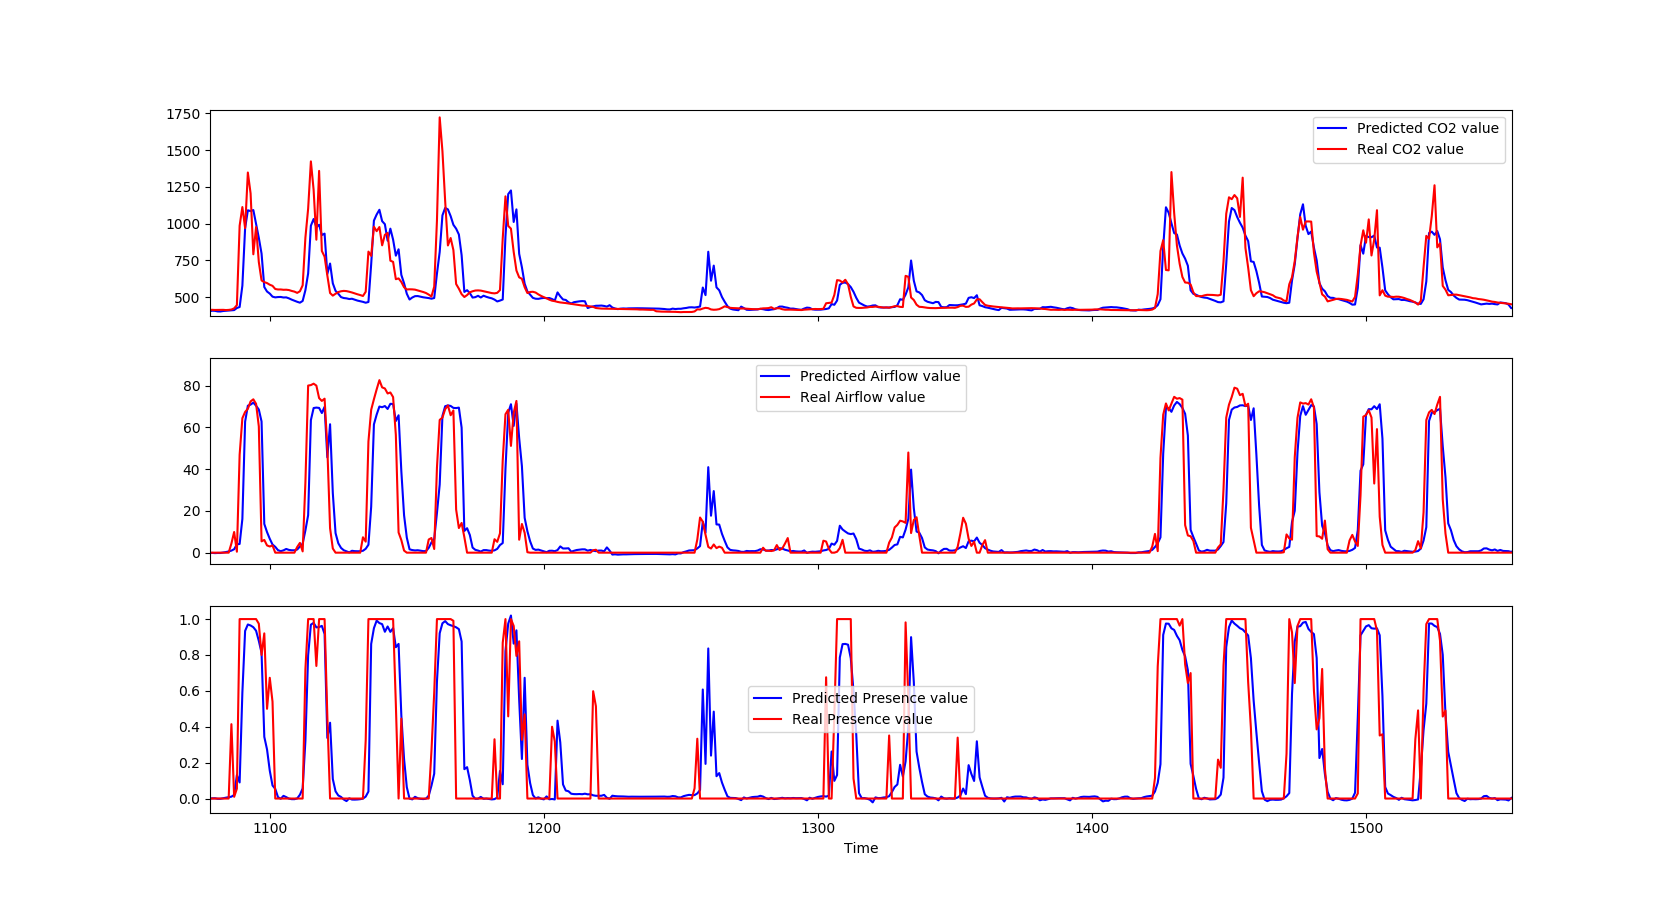 1750
1500
1250
1000
750
500
Predicted CO2 value
Real CO2 value
80
60
40
20
0
Predicted Airflow value
Real Airflow value
1.0
0.8
0.6
0.4
0.2
0.0
Predicted Presence value
Real Presence value
1100 1200 1300 1400 1500
Time